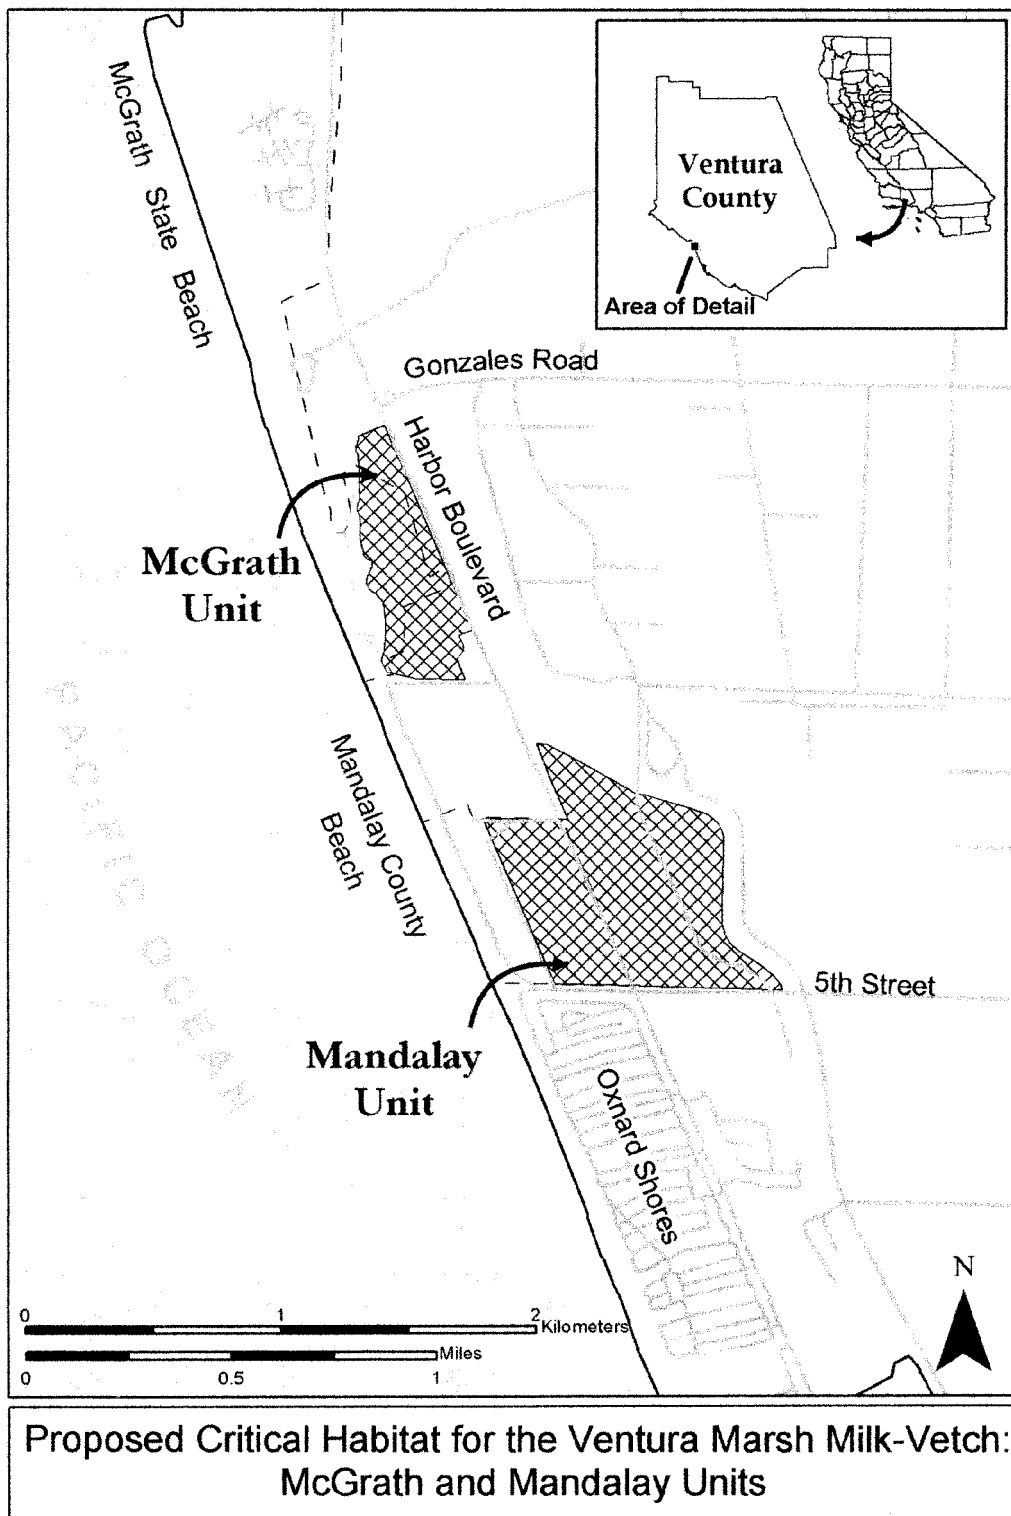 McGrath State Beach
Ventura
County
Area of Detail
Gonzales Road
Harbor Boulevard
McGrath
Unit
PACIFIC OCEAN
Mandalay County
Beach
5th Street
Mandalay
Unit
Oxnard Shores
N
0 1 2
Kilometers
Miles
0 0.5 1
Proposed Critical Habitat for the Ventura Marsh Milk-Vetch:
McGrath and Mandalay Units